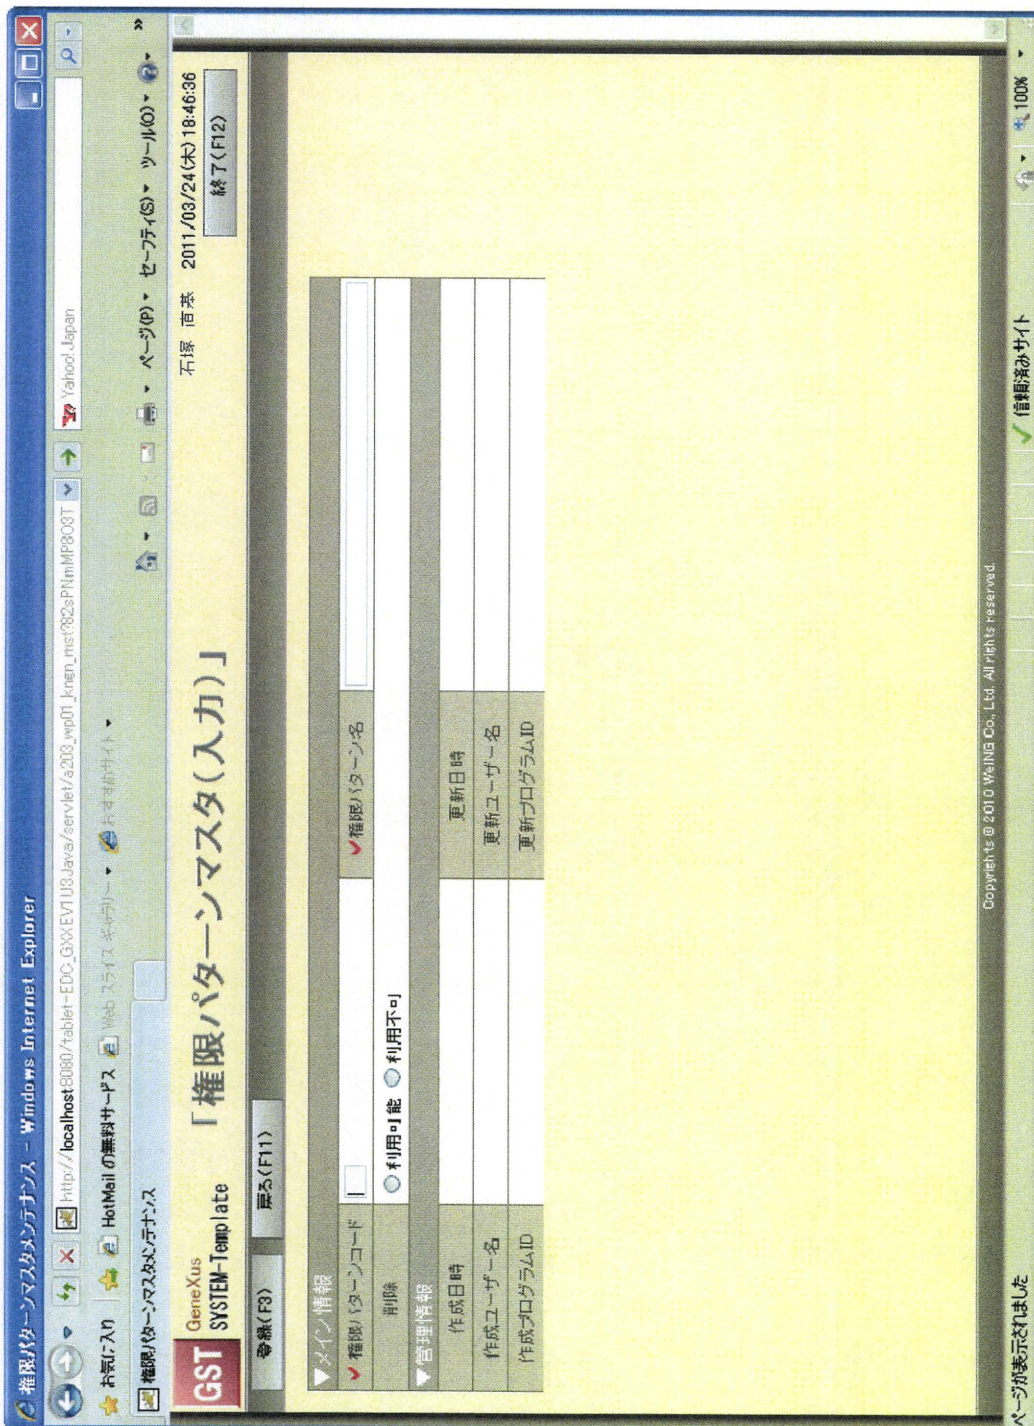 権限パターンマスタメンテナンス - Windows Internet Explorer
http://localhost:8080/tablet-EDC_GXXEV1U3Java/servlet/a203_wp01_kngn_mst?82sPNmMP8O3T
Yahoo! Japan
お気に入り HotMail の無料サービス Web スライス ギャラリー おすすめサイト
権限パターンマスタメンテナンス
ページ(P) セーフティ(S) ツール(O)
GST
GeneXus
SYSTEM-Template
「権限パターンマスタ(入力)」
石塚 直基 2011/03/24(木) 18:46:36
終了(F12)
登録(F3) 戻る(F11)
▼メイン情報
権限パターンコード 権限パターン名
削除 利用可能 利用不可
▼管理情報
作成日時 更新日時
作成ユーザー名 更新ユーザー名
作成プログラムID 更新プログラムID
Copyrights @ 2010 WeING Co., Ltd. All rights reserved.
ページが表示されました 信頼済みサイト 100%